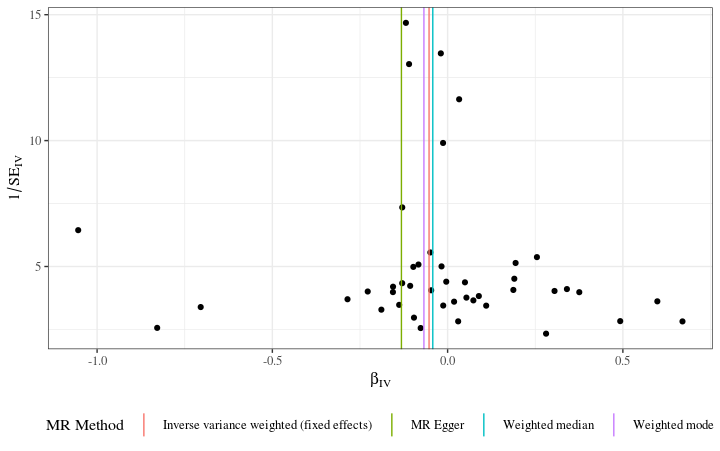 15
10
5
1/SE_IV
-1.0
-0.5
0.0
0.5
β_IV
MR Method
Inverse variance weighted (fixed effects)
MR Egger
Weighted median
Weighted mode